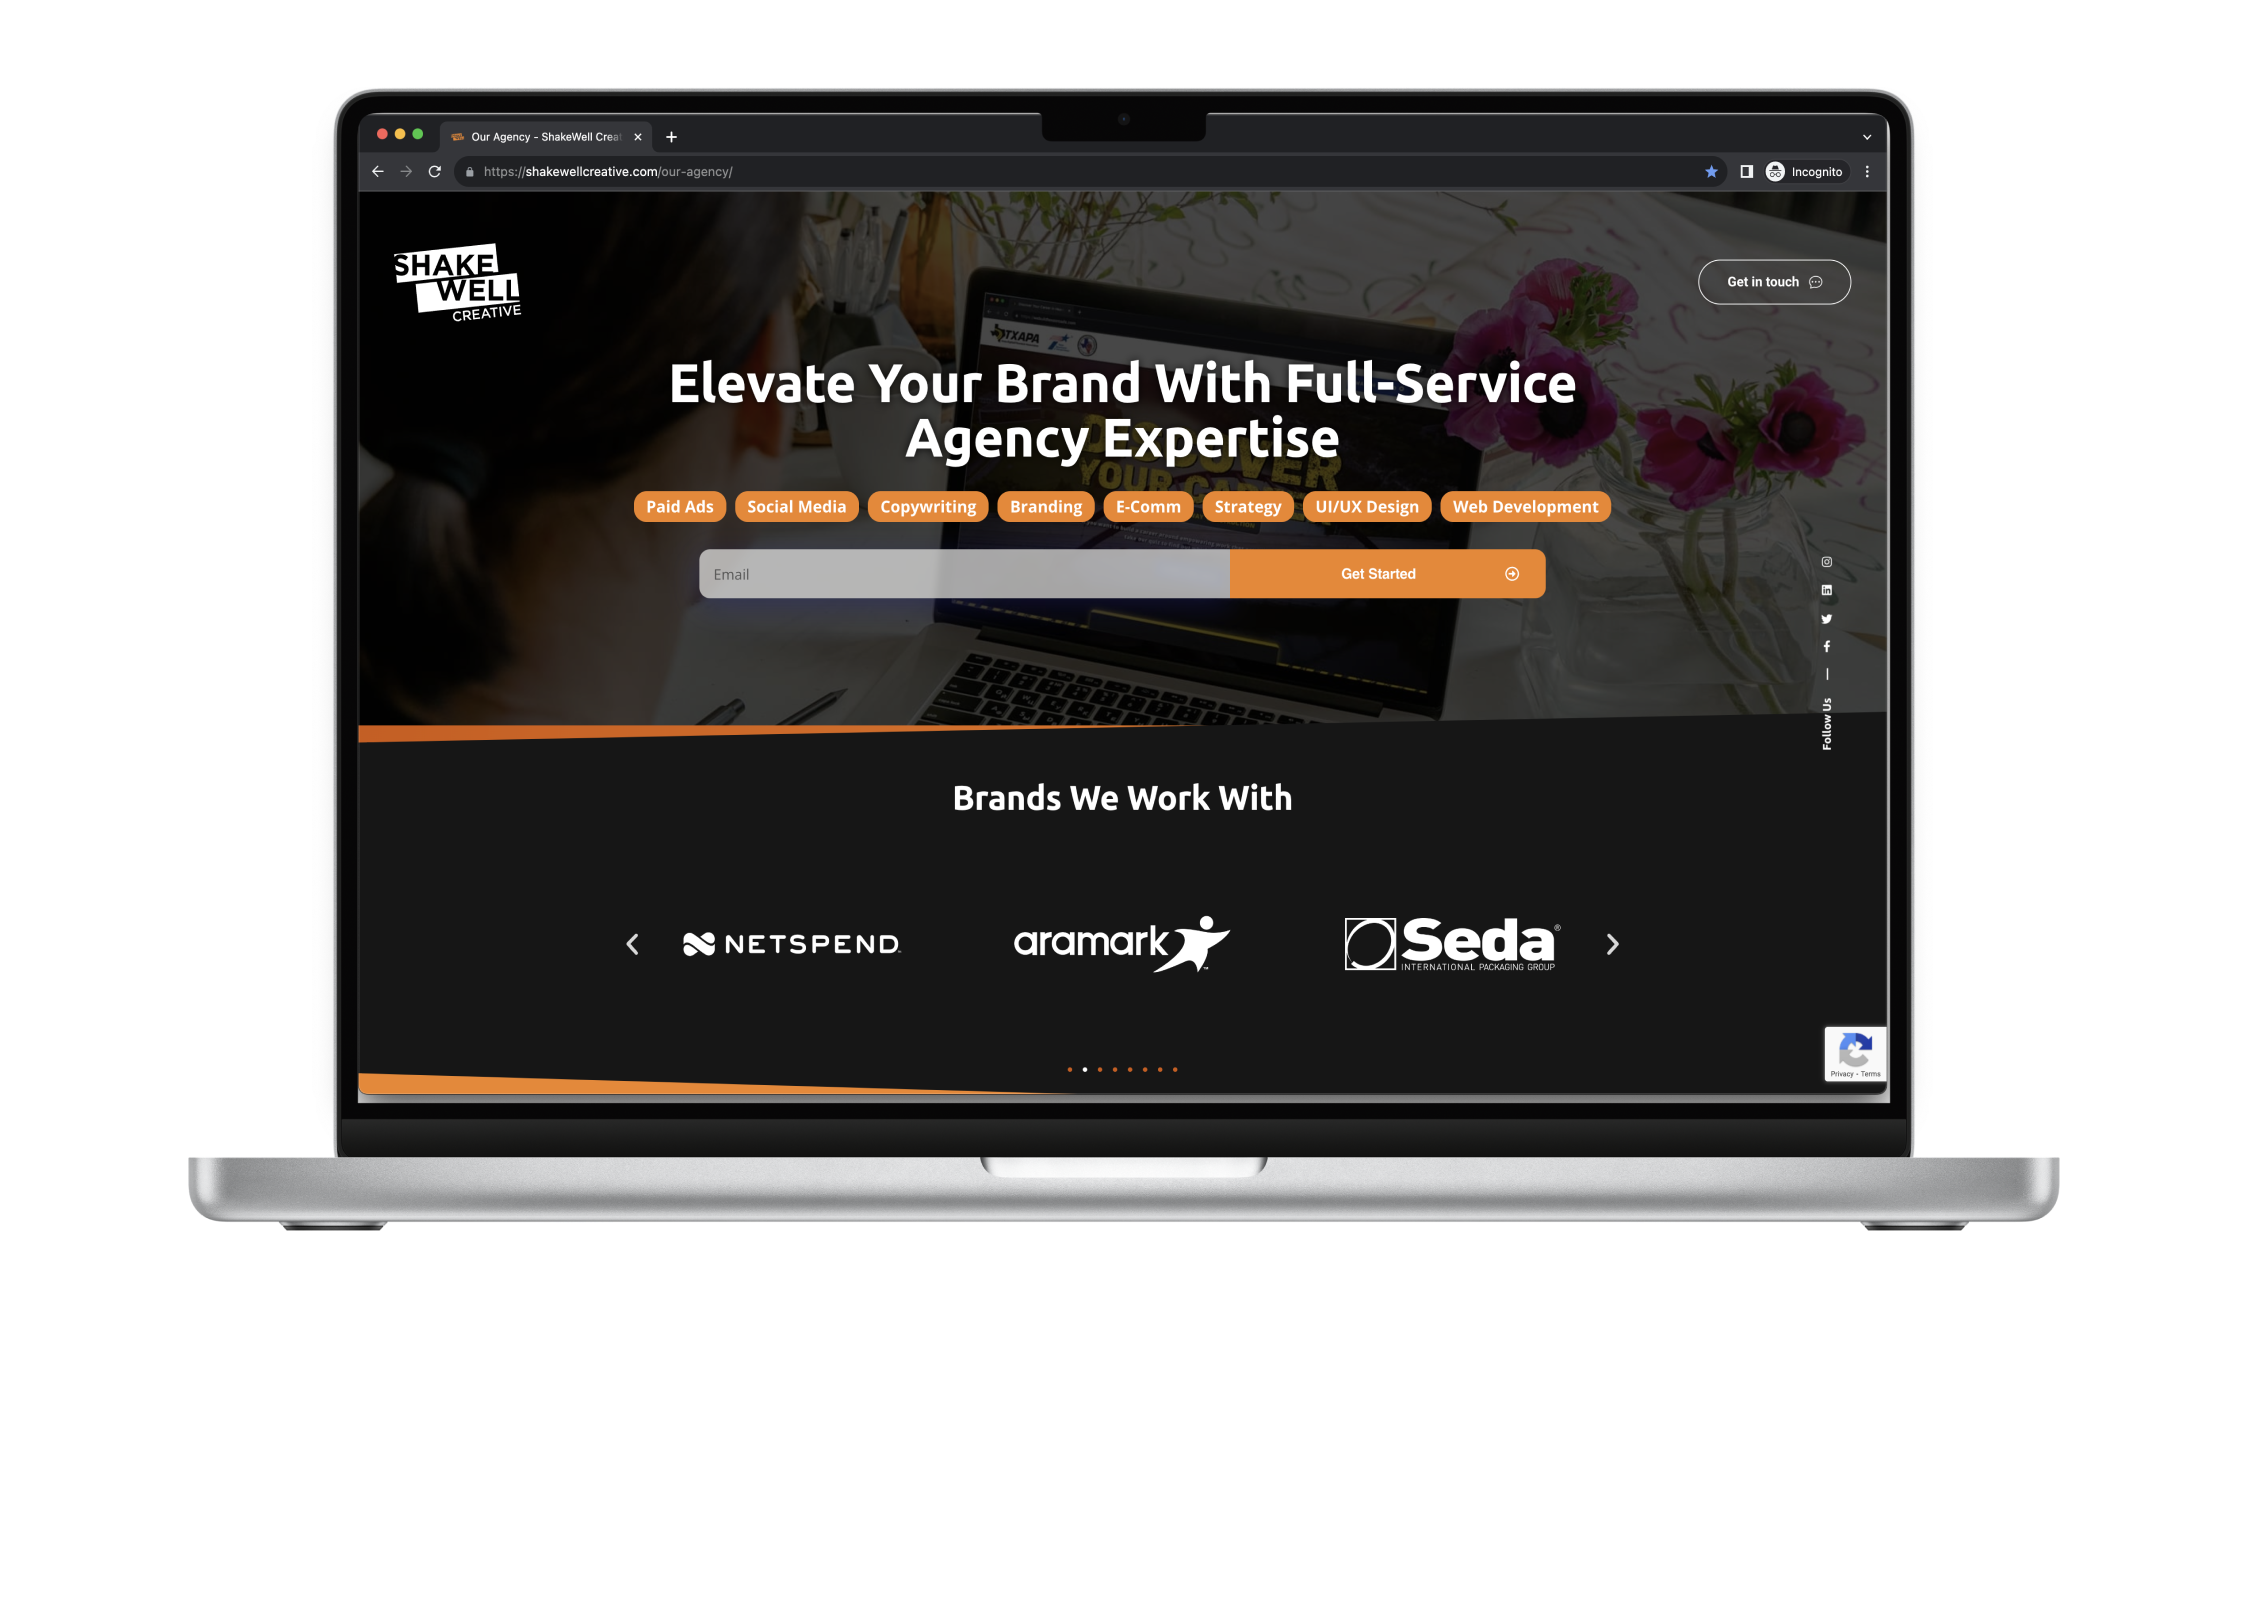 Our Agency - ShakeWell Creat
https://shakewellcreative.com/our-agency/
Incognito
SHAKE
WELL
CREATIVE
Get in touch
TXAPA
Elevate Your Brand With Full-Service
Agency Expertise
YOUR
Paid Ads Social Media Copywriting Branding E-Comm Strategy UI/UX Design Web Development
Email
Get Started
Follow Us
Brands We Work With
NETSPEND
aramark
Seda®
INTERNATIONAL PACKAGING GROUP
Privacy - Terms